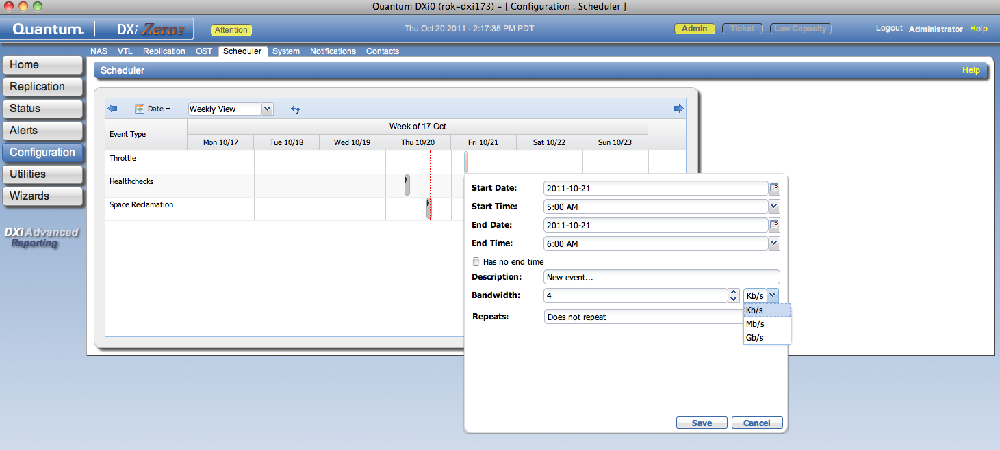 Quantum DXi0 (rok-dxi173) – [ Configuration : Scheduler ]
Quantum. DXi Zero
Attention
Thu Oct 20 2011 - 2:17:35 PM PDT
Admin Ticket Low Capacity
Logout Administrator Help
NAS VTL Replication OST Scheduler System Notifications Contacts
Home
Replication
Status
Alerts
Configuration
Utilities
Wizards
DXi Advanced
Reporting
Scheduler Help
Date Weekly View
Event Type
Week of 17 Oct
Mon 10/17 Tue 10/18 Wed 10/19 Thu 10/20 Fri 10/21 Sat 10/22 Sun 10/23
Throttle
Healthchecks
Space Reclamation
Start Date: 2011-10-21
Start Time: 5:00 AM
End Date: 2011-10-21
End Time: 6:00 AM
Has no end time
Description: New event...
Bandwidth: 4 Kb/s
Kb/s
Mb/s
Gb/s
Repeats: Does not repeat
Save Cancel